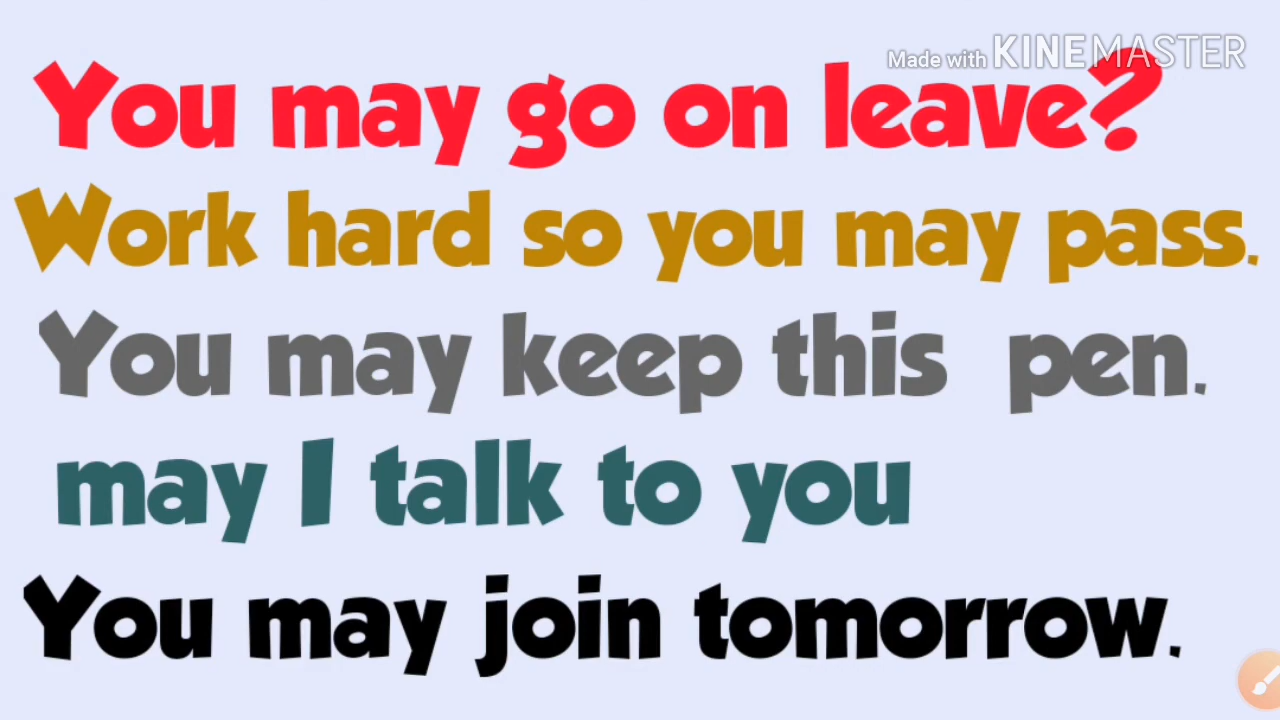 Made with KINEMASTER
You may go on leave?
Work hard so you may pass.
You may keep this pen.
may I talk to you
You may join tomorrow.